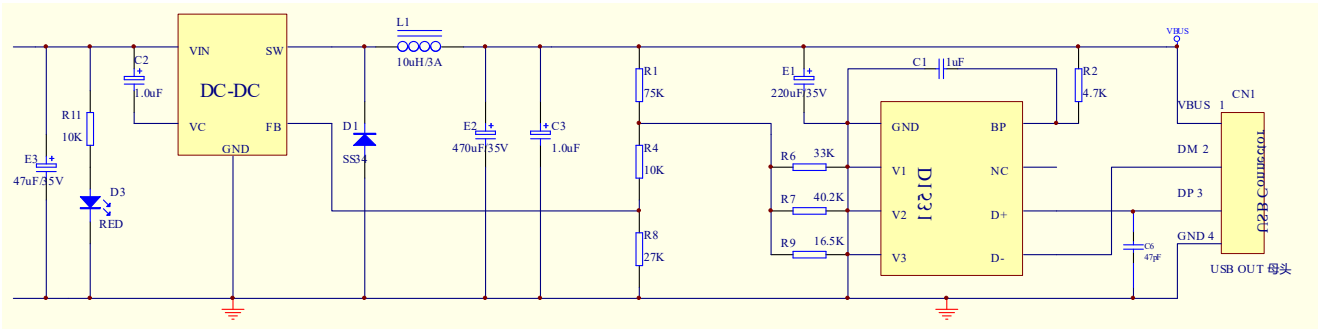 VIN
SW
VC
FB
GND
DC-DC
C2
1.0uF
R11
10K
E3
47uF/35V
D3
RED
D1
SS34
L1
10uH/3A
E2
470uF/35V
C3
1.0uF
R1
75K
R4
10K
R8
27K
E1
220uF/35V
C1
1uF
R2
4.7K
R6
33K
R7
40.2K
R9
16.5K
GND
BP
V1
NC
V2
D+
V3
D-
VBUS
CN1
VBUS 1
DM 2
DP 3
GND 4
USB Connector
C6
47pF
USB OUT 母头